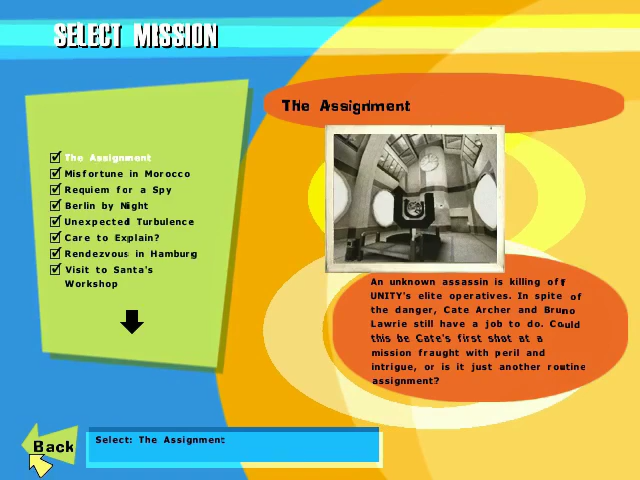 SELECT MISSION
The Assignment
Misfortune in Morocco
Requiem for a Spy
Berlin by Night
Unexpected Turbulence
Care to Explain?
Rendezvous in Hamburg
Visit to Santa's
Workshop
The Assignment
An unknown assassin is killing off
UNITY's elite operatives. In spite of
the danger, Cate Archer and Bruno
Lawrie still have a job to do. Could
this be Cate's first shot at a
mission fraught with peril and
intrigue, or is it just another routine
assignment?
Back
Select: The Assignment